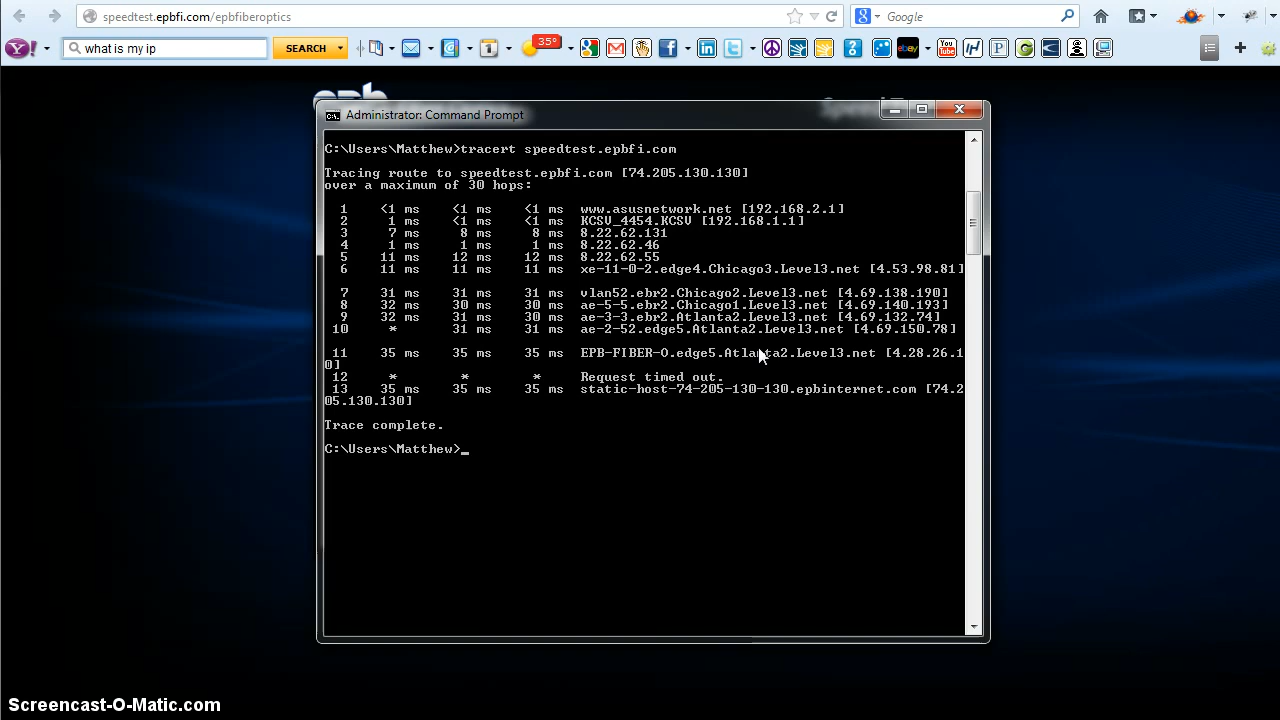 speedtest.epbfi.com/epbfiberoptics
Google
what is my ip
SEARCH
35°
epb
Administrator: Command Prompt
C:\Users\Matthew>tracert speedtest.epbfi.com
Tracing route to speedtest.epbfi.com [74.205.130.130]
over a maximum of 30 hops:
1 <1 ms <1 ms <1 ms www.asusnetwork.net [192.168.2.1]
2 1 ms <1 ms <1 ms KCSV_4454.KCSV [192.168.1.1]
3 7 ms 8 ms 8 ms 8.22.62.131
4 1 ms 1 ms 1 ms 8.22.62.46
5 11 ms 12 ms 12 ms 8.22.62.55
6 11 ms 11 ms 11 ms xe-11-0-2.edge4.Chicago3.Level3.net [4.53.98.81]
7 31 ms 31 ms 31 ms vlan52.ebr2.Chicago2.Level3.net [4.69.138.190]
8 32 ms 30 ms 30 ms ae-5-5.ebr2.Chicago1.Level3.net [4.69.140.193]
9 32 ms 31 ms 30 ms ae-3-3.ebr2.Atlanta2.Level3.net [4.69.132.74]
10 * 31 ms 31 ms ae-2-52.edge5.Atlanta2.Level3.net [4.69.150.78]
11 35 ms 35 ms 35 ms EPB-FIBER-O.edge5.Atlanta2.Level3.net [4.28.26.1
0]
12 * * * Request timed out.
13 35 ms 35 ms 35 ms static-host-74-205-130-130.epbinternet.com [74.2
05.130.130]
Trace complete.
C:\Users\Matthew>_
Screencast-O-Matic.com